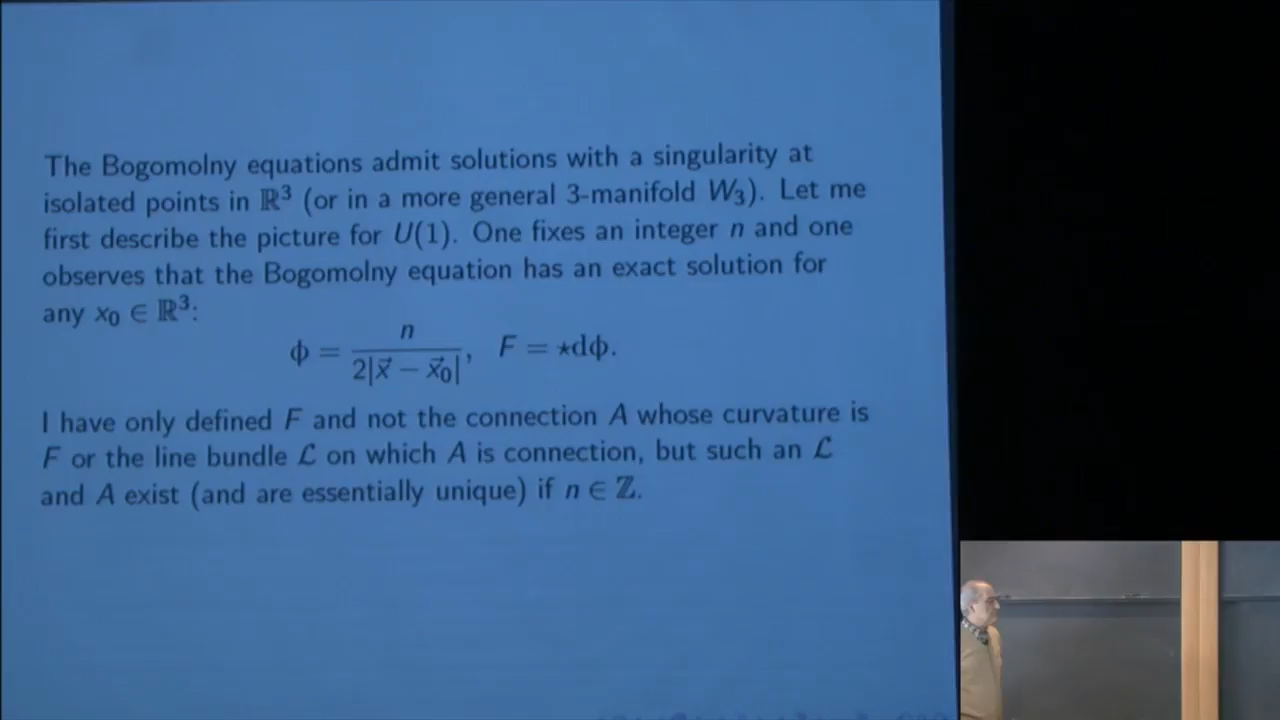 The Bogomolny equations admit solutions with a singularity at
isolated points in ℝ³ (or in a more general 3-manifold W₃). Let me
first describe the picture for U(1). One fixes an integer n and one
observes that the Bogomolny equation has an exact solution for
any x₀ ∈ ℝ³:
ϕ = n / (2|x⃗ − x⃗₀|), F = ⋆dϕ.
I have only defined F and not the connection A whose curvature is
F or the line bundle ℒ on which A is connection, but such an ℒ
and A exist (and are essentially unique) if n ∈ ℤ.